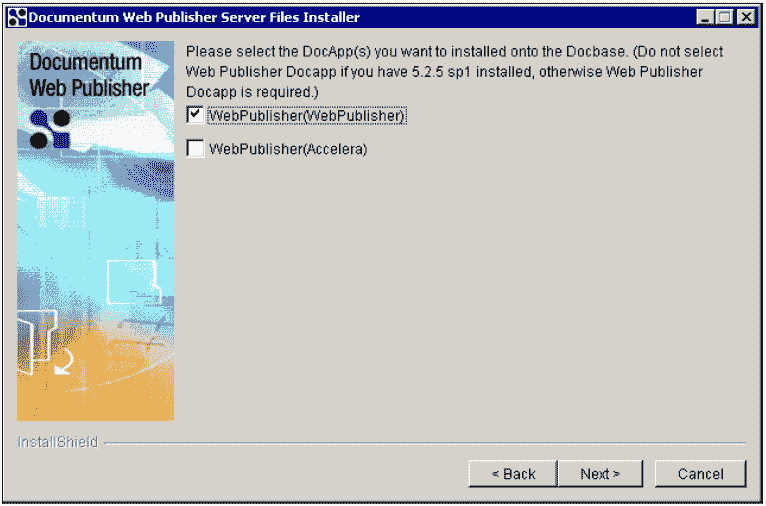 Documentum Web Publisher Server Files Installer
Documentum
Web Publisher
Please select the DocApp(s) you want to installed onto the Docbase. (Do not select
Web Publisher Docapp if you have 5.2.5 sp1 installed, otherwise Web Publisher
Docapp is required.)
WebPublisher(WebPublisher)
WebPublisher(Accelera)
InstallShield
< Back
Next >
Cancel